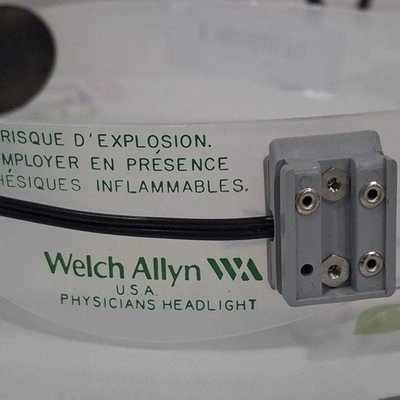 RISQUE D'EXPLOSION.
MPLOYER EN PRÉSENCE
HÉSIQUES INFLAMMABLES.
Welch Allyn WA
U.S.A.
PHYSICIANS HEADLIGHT